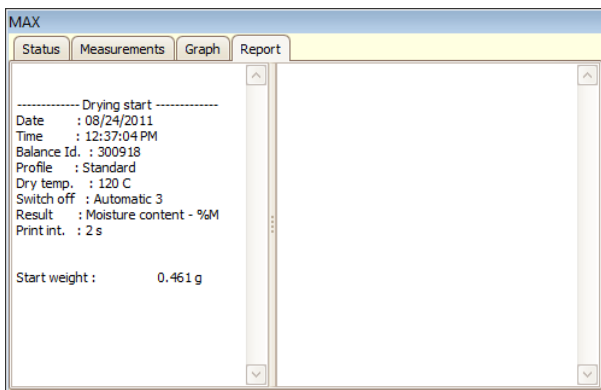 MAX
Status Measurements Graph Report
------------- Drying start -------------
Date : 08/24/2011
Time : 12:37:04 PM
Balance Id. : 300918
Profile : Standard
Dry temp. : 120 C
Switch off : Automatic 3
Result : Moisture content - %M
Print int. : 2 s
Start weight : 0.461 g